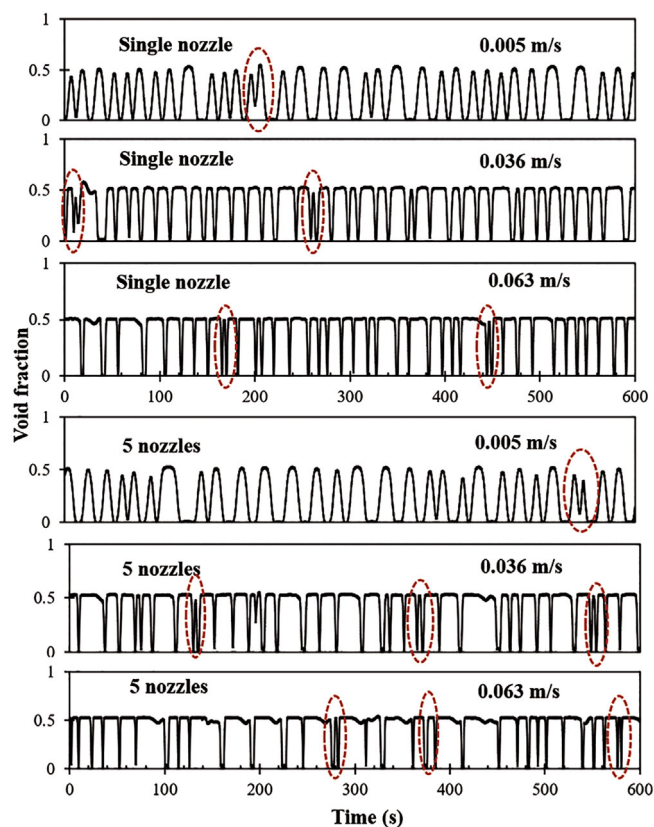 1
Single nozzle 0.005 m/s
0.5
0
1
Single nozzle 0.036 m/s
0.5
0
1
Single nozzle 0.063 m/s
0.5
0
0 100 200 300 400 500 600
Void fraction
1
5 nozzles 0.005 m/s
0.5
0
1
5 nozzles 0.036 m/s
0.5
0
1
5 nozzles 0.063 m/s
0.5
0
0 100 200 300 400 500 600
Time (s)